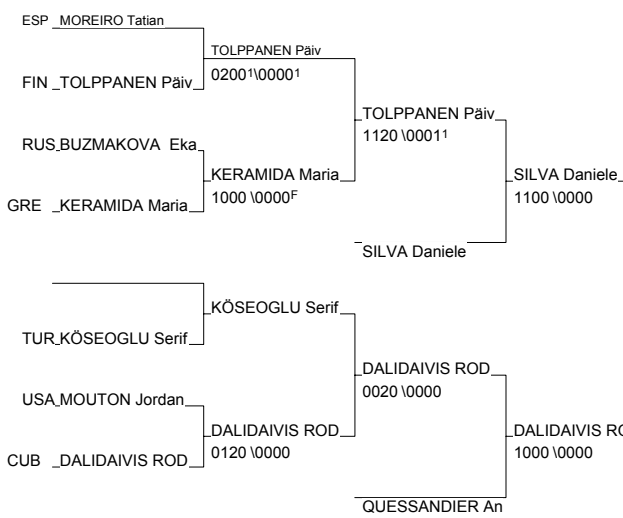 ESP MOREIRO Tatian
TOLPPANEN Päiv
02001\00001
FIN TOLPPANEN Päiv
TOLPPANEN Päiv
1120 \00011
RUS BUZMAKOVA Eka
KERAMIDA Maria
1000 \0000F
SILVA Daniele
1100 \0000
GRE KERAMIDA Maria
SILVA Daniele
KÖSEOGLU Serif
TUR KÖSEOGLU Serif
DALIDAIVIS ROD
0020 \0000
USA MOUTON Jordan
DALIDAIVIS ROD
0120 \0000
DALIDAIVIS RO
1000 \0000
CUB DALIDAIVIS ROD
QUESSANDIER An